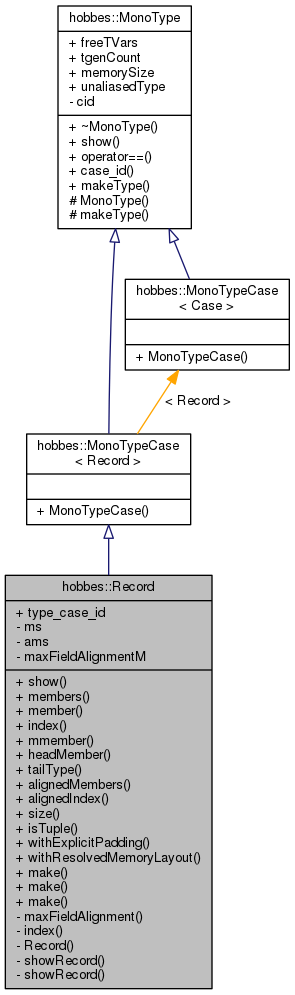 hobbes::MonoType
+ freeTVars
+ tgenCount
+ memorySize
+ unaliasedType
- cid
+ ~MonoType()
+ show()
+ operator==()
+ case_id()
+ makeType()
# MonoType()
# makeType()
hobbes::MonoTypeCase
< Case >
+ MonoTypeCase()
< Record >
hobbes::MonoTypeCase
< Record >
+ MonoTypeCase()
hobbes::Record
+ type_case_id
- ms
- ams
- maxFieldAlignmentM
+ show()
+ members()
+ member()
+ index()
+ mmember()
+ headMember()
+ tailType()
+ alignedMembers()
+ alignedIndex()
+ size()
+ isTuple()
+ withExplicitPadding()
+ withResolvedMemoryLayout()
+ make()
+ make()
+ make()
- maxFieldAlignment()
- index()
- Record()
- showRecord()
- showRecord()